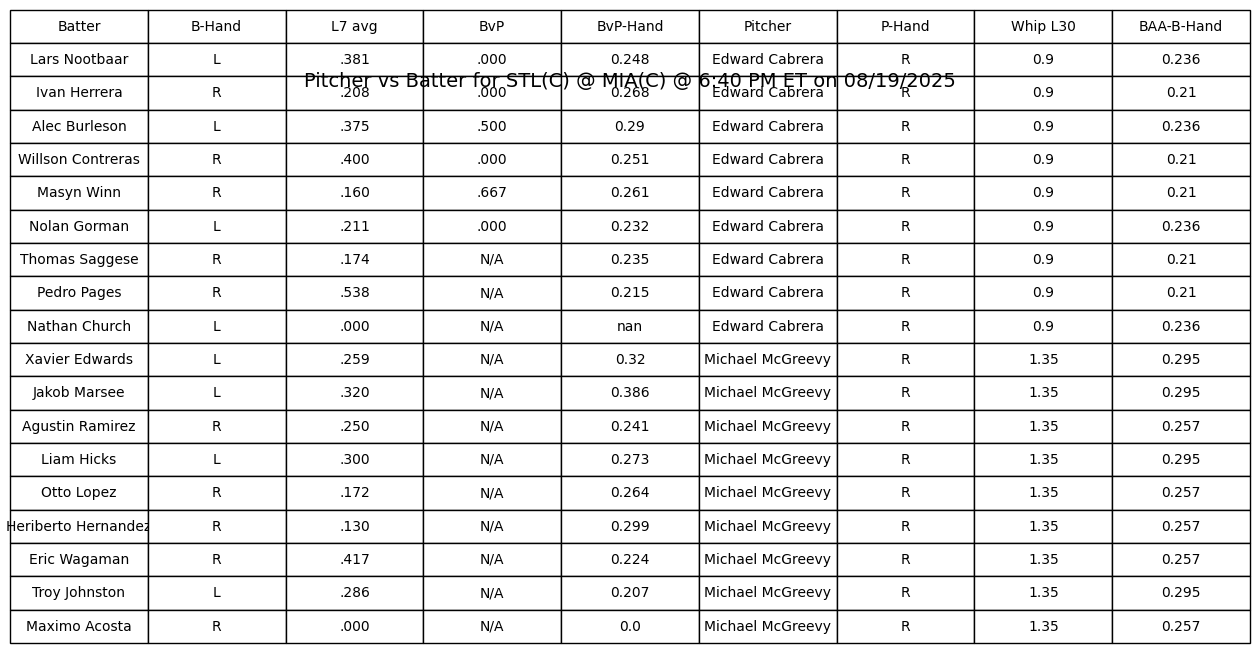 Batter B-Hand L7 avg BvP BvP-Hand Pitcher P-Hand Whip L30 BAA-B-Hand
Lars Nootbaar L .381 .000 0.248 Edward Cabrera R 0.9 0.236
Pitcher vs Batter for STL(C) @ MIA(C) @ 6:40 PM ET on 08/19/2025
Ivan Herrera R .208 .000 0.268 Edward Cabrera R 0.9 0.21
Alec Burleson L .375 .500 0.29 Edward Cabrera R 0.9 0.236
Willson Contreras R .400 .000 0.251 Edward Cabrera R 0.9 0.21
Masyn Winn R .160 .667 0.261 Edward Cabrera R 0.9 0.21
Nolan Gorman L .211 .000 0.232 Edward Cabrera R 0.9 0.236
Thomas Saggese R .174 N/A 0.235 Edward Cabrera R 0.9 0.21
Pedro Pages R .538 N/A 0.215 Edward Cabrera R 0.9 0.21
Nathan Church L .000 N/A nan Edward Cabrera R 0.9 0.236
Xavier Edwards L .259 N/A 0.32 Michael McGreevy R 1.35 0.295
Jakob Marsee L .320 N/A 0.386 Michael McGreevy R 1.35 0.295
Agustin Ramirez R .250 N/A 0.241 Michael McGreevy R 1.35 0.257
Liam Hicks L .300 N/A 0.273 Michael McGreevy R 1.35 0.295
Otto Lopez R .172 N/A 0.264 Michael McGreevy R 1.35 0.257
Heriberto Hernandez R .130 N/A 0.299 Michael McGreevy R 1.35 0.257
Eric Wagaman R .417 N/A 0.224 Michael McGreevy R 1.35 0.257
Troy Johnston L .286 N/A 0.207 Michael McGreevy R 1.35 0.295
Maximo Acosta R .000 N/A 0.0 Michael McGreevy R 1.35 0.257